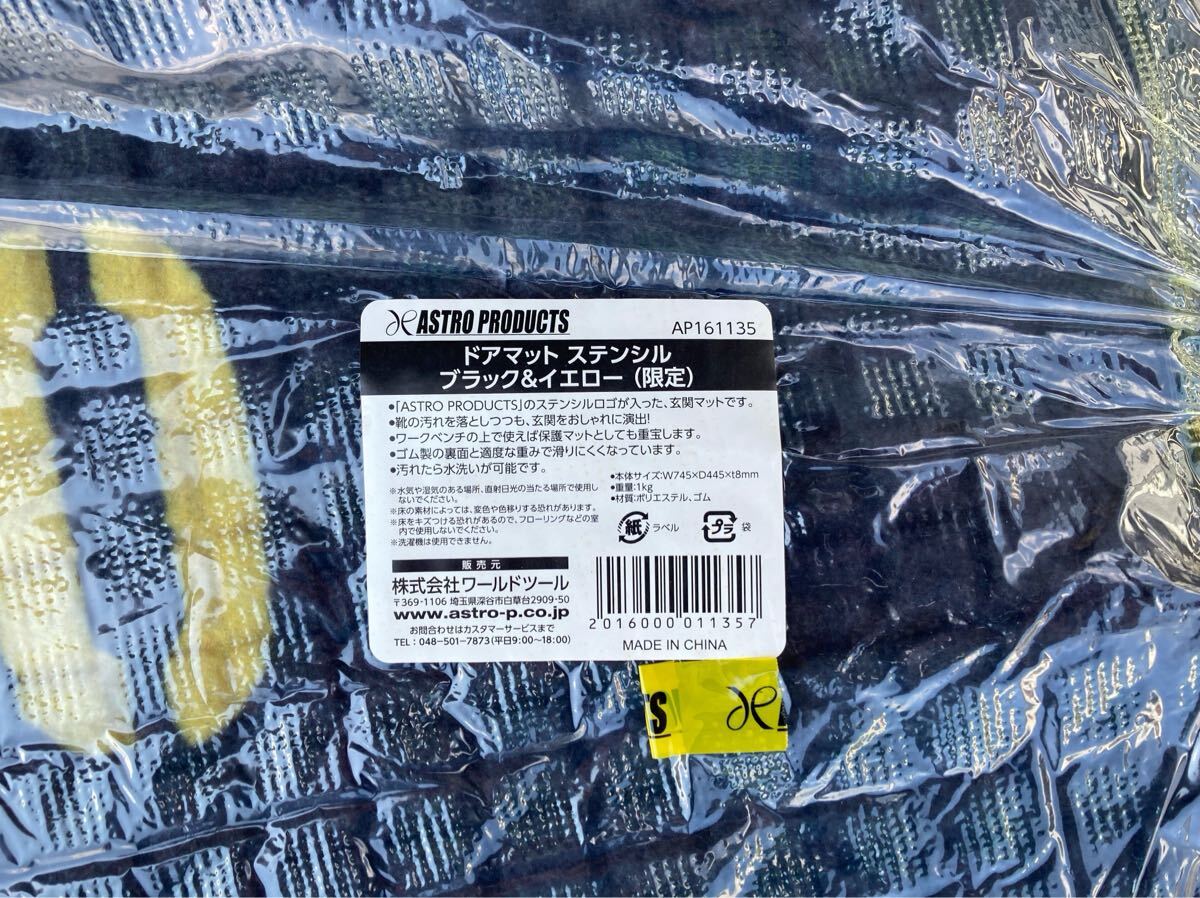 ASTRO PRODUCTS AP161135
ドアマット ステンシル
ブラック&イエロー(限定)
●「ASTRO PRODUCTS」のステンシルロゴが入った、玄関マットです。
●靴の汚れを落としつつも、玄関をおしゃれに演出!
●ワークベンチの上で使えば保護マットとしても重宝します。
●ゴム製の裏面と適度な重みで滑りにくくなっています。
●汚れたら水洗いが可能です。
●本体サイズ:W745×D445×t8mm
●重量:1kg
●材質:ポリエステル、ゴム
※水気や湿気のある場所、直射日光の当たる場所で使用し
ないでください。
※床の素材によっては、変色や色移りする恐れがあります。
※床をキズつける恐れがあるので、フローリングなどの室
内で使用しないでください。
※洗濯機は使用できません。
紙 ラベル プラ 袋
販売元
株式会社ワールドツール
〒369-1106 埼玉県深谷市白草台2909-50
www.astro-p.co.jp
お問合わせはカスタマーサービスまで
TEL:048-501-7873(平日9:00~18:00)
2016000011357
MADE IN CHINA
S